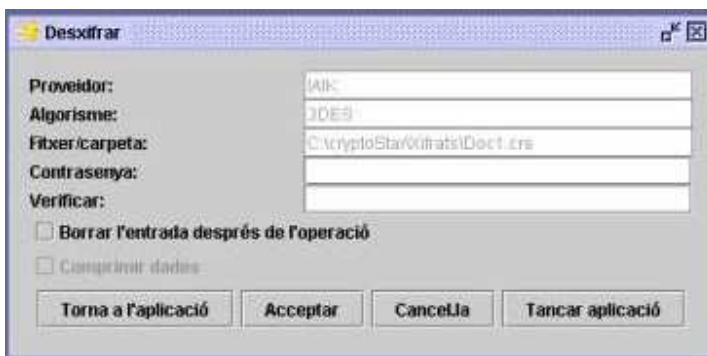 Desxifrar
Proveidor: IAIK
Algorisme: 3DES
Fitxer/carpeta: C:\cryptoStar\Xifrats\Doc1.crs
Contrasenya:
Verificar:
Borrar l'entrada després de l'operació
Comprimir dades
Torna a l'aplicació Acceptar Cancel.la Tancar aplicació